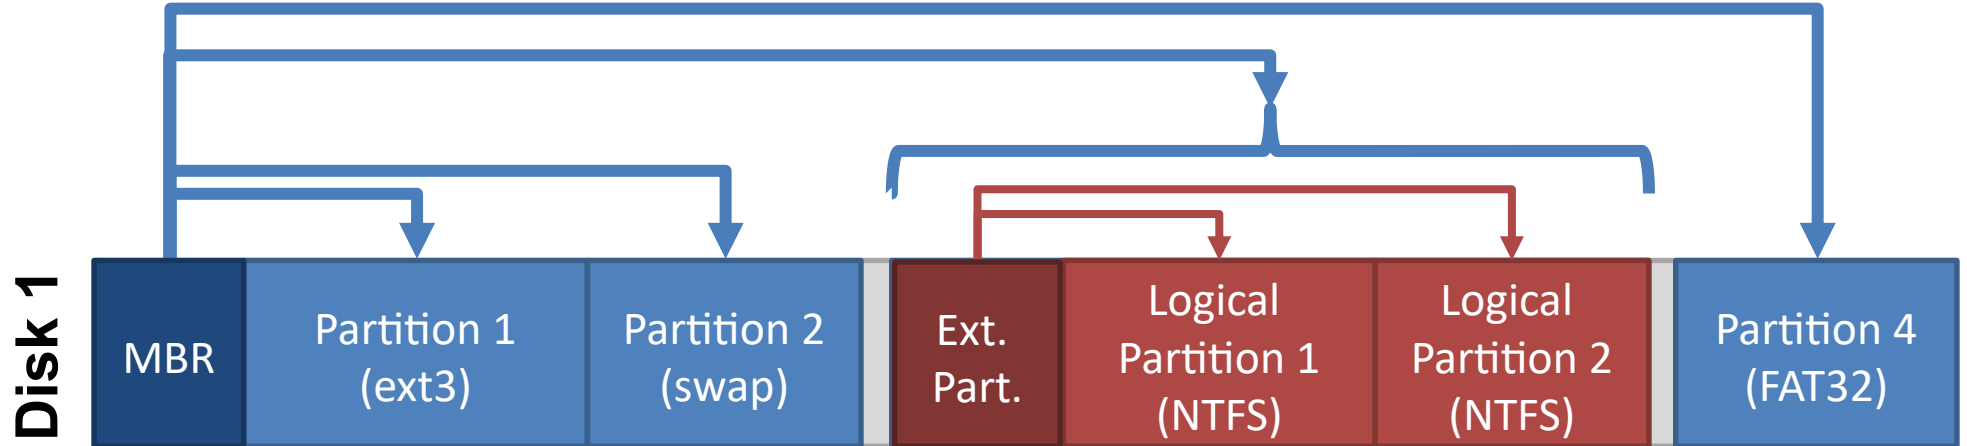 Disk 1
MBR
Partition 1
(ext3)
Partition 2
(swap)
Ext.
Part.
Logical
Partition 1
(NTFS)
Logical
Partition 2
(NTFS)
Partition 4
(FAT32)